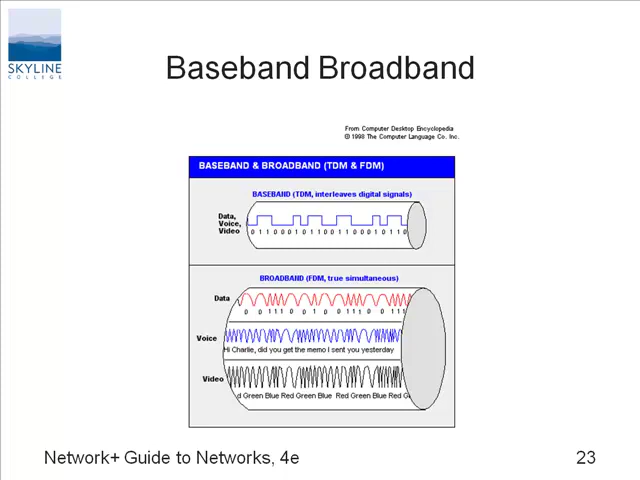 SKYLINE
COLLEGE
Baseband Broadband
From Computer Desktop Encyclopedia
© 1998 The Computer Language Co. Inc.
BASEBAND & BROADBAND (TDM & FDM)
BASEBAND (TDM, interleaves digital signals)
Data,
Voice,
Video
0 1 1 0 0 0 1 0 1 1 0 0 1 1 0 0 0 1 0 1 1 0
BROADBAND (FDM, true simultaneous)
Data
0 0 1 1 1 0 0 1 0 0 1 1 1 0 0 1 1 1
Voice
Hi Charlie, did you get the memo I sent you yesterday
Video
d Green Blue Red Green Blue Red Green Blue Red G
Network+ Guide to Networks, 4e
23